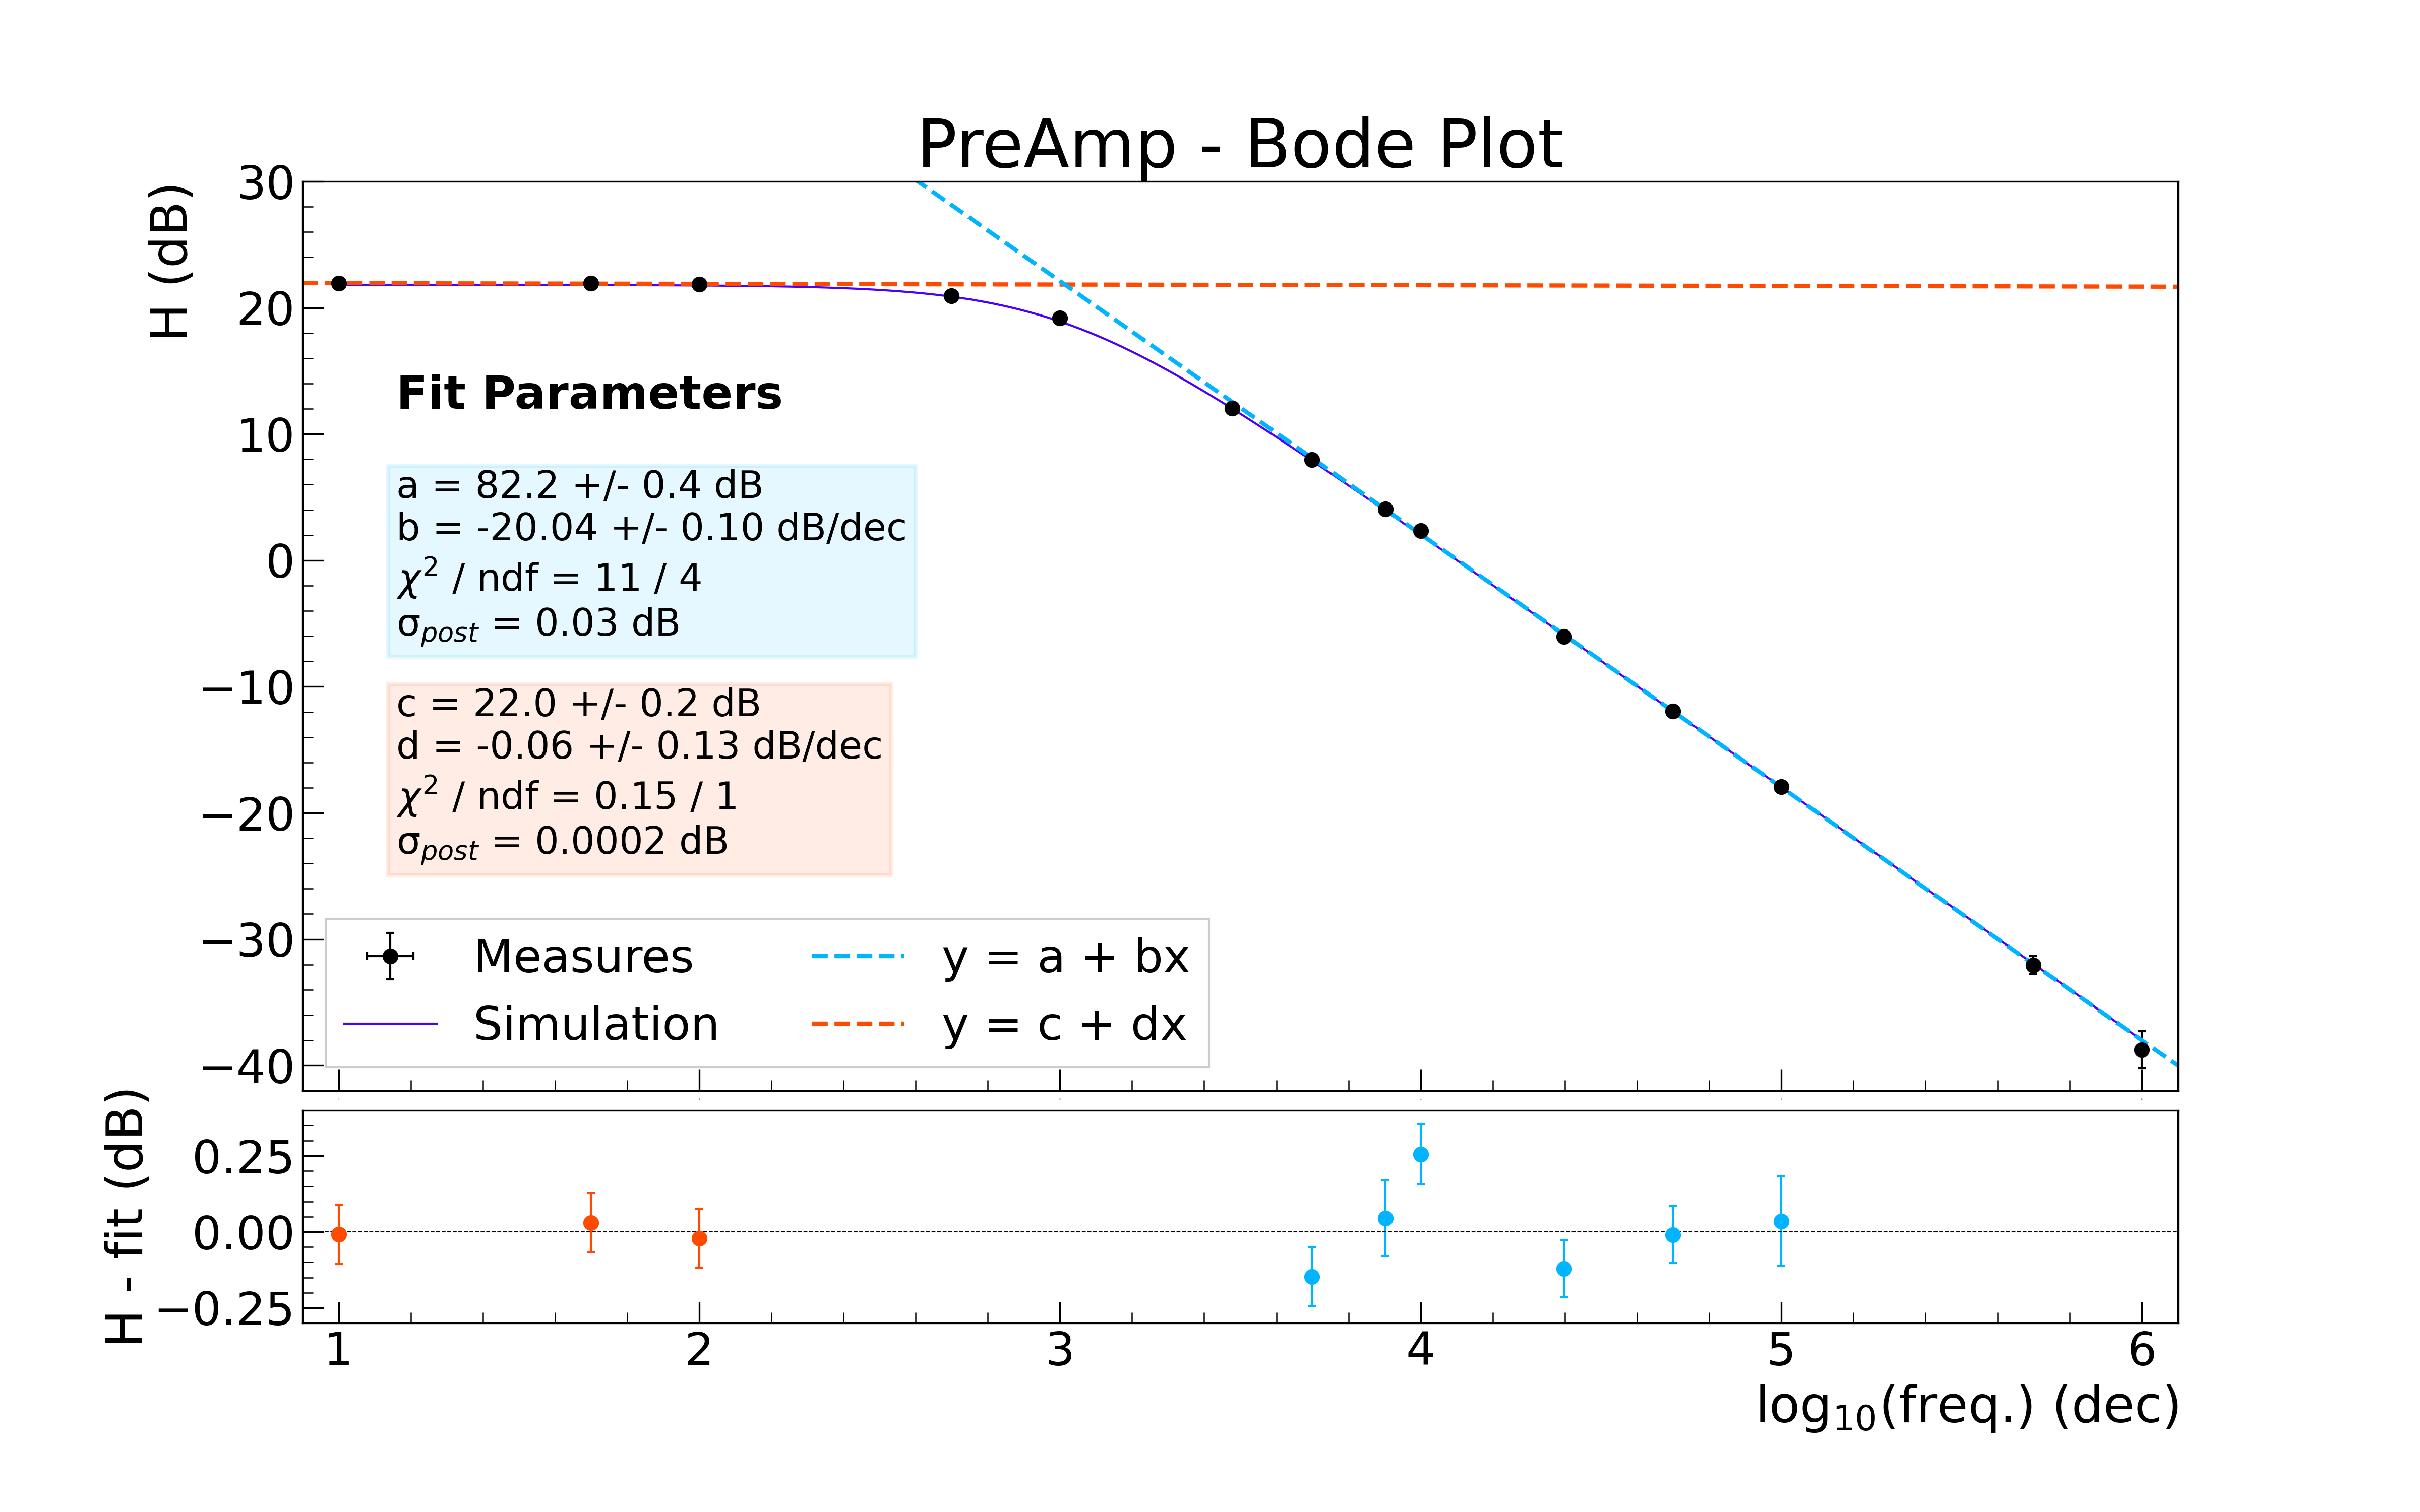 PreAmp - Bode Plot
H (dB)
30
20
10
0
−10
−20
−30
−40
Fit Parameters
a = 82.2 +/- 0.4 dB
b = -20.04 +/- 0.10 dB/dec
χ² / ndf = 11 / 4
σpost = 0.03 dB
c = 22.0 +/- 0.2 dB
d = -0.06 +/- 0.13 dB/dec
χ² / ndf = 0.15 / 1
σpost = 0.0002 dB
Measures
Simulation
y = a + bx
y = c + dx
H - fit (dB)
0.25
0.00
−0.25
1 2 3 4 5 6
log₁₀(freq.) (dec)